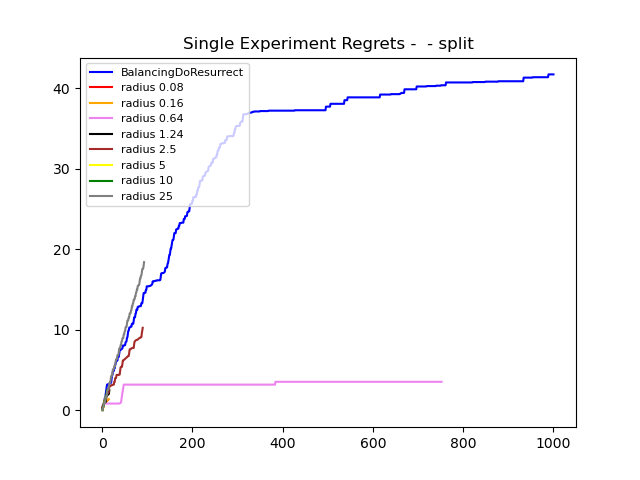 Single Experiment Regrets -  - split
BalancingDoResurrect
radius 0.08
radius 0.16
radius 0.64
radius 1.24
radius 2.5
radius 5
radius 10
radius 25
40
30
20
10
0
0 200 400 600 800 1000